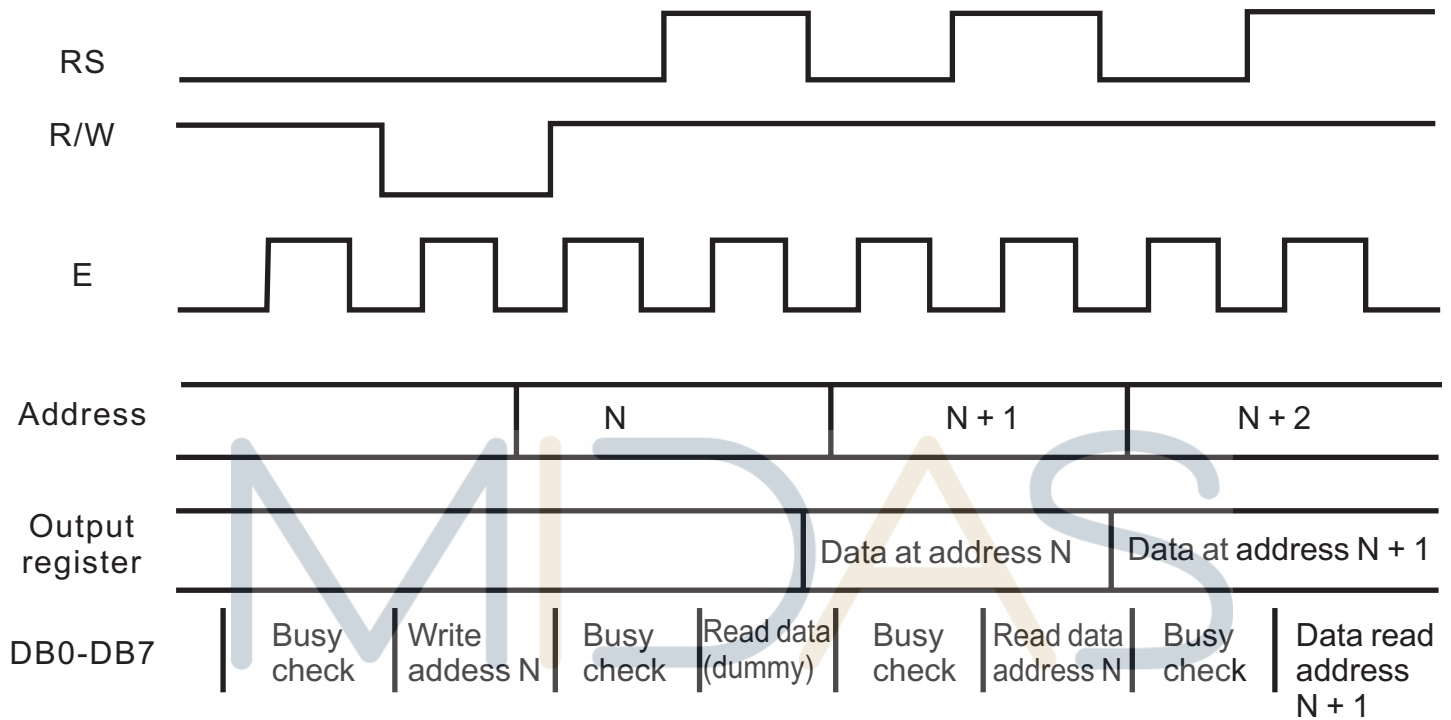 RS
R/W
E
Address
N
N + 1
N + 2
Output
register
Data at address N
Data at address N + 1
DB0-DB7
Busy
check
Write
addess N
Busy
check
Read data
(dummy)
Busy
check
Read data
address N
Busy
check
Data read
address
N + 1
MIDAS